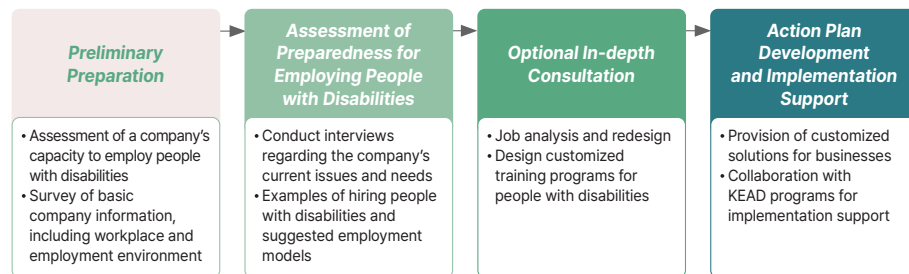 Preliminary
Preparation
• Assessment of a company's
capacity to employ people
with disabilities
• Survey of basic
company information,
including workplace and
employment environment
Assessment of
Preparedness for
Employing People
with Disabilities
• Conduct interviews
regarding the company's
current issues and needs
• Examples of hiring people
with disabilities and
suggested employment
models
Optional In-depth
Consultation
• Job analysis and redesign
• Design customized
training programs for
people with disabilities
Action Plan
Development
and Implementation
Support
• Provision of customized
solutions for businesses
• Collaboration with
KEAD programs for
implementation support